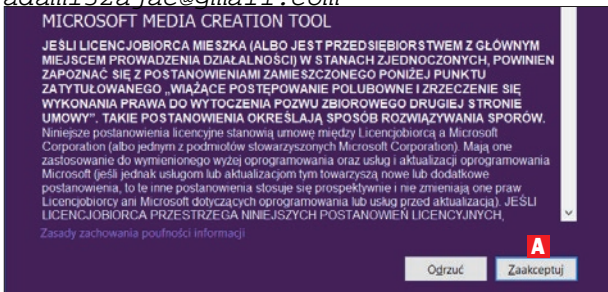 adamiszajac@gmail.com
MICROSOFT MEDIA CREATION TOOL
JEŚLI LICENCJOBIORCA MIESZKA (ALBO JEST PRZEDSIĘBIORSTWEM Z GŁÓWNYM
MIEJSCEM PROWADZENIA DZIAŁALNOŚCI) W STANACH ZJEDNOCZONYCH, POWINIEN
ZAPOZNAĆ SIĘ Z POSTANOWIENIAMI ZAMIESZCZONEGO PONIŻEJ PUNKTU
ZATYTUŁOWANEGO „WIĄŻĄCE POSTĘPOWANIE POLUBOWNE I ZRZECZENIE SIĘ
WYKONANIA PRAWA DO WYTOCZENIA POZWU ZBIOROWEGO DRUGIEJ STRONIE
UMOWY”. TAKIE POSTANOWIENIA OKREŚLAJĄ SPOSÓB ROZWIĄZYWANIA SPORÓW.
Niniejsze postanowienia licencyjne stanowią umowę między Licencjobiorcą a Microsoft
Corporation (albo jednym z podmiotów stowarzyszonych Microsoft Corporation). Mają one
zastosowanie do wymienionego wyżej oprogramowania oraz usług i aktualizacji oprogramowania
Microsoft (jeśli jednak usługom lub aktualizacjom tym towarzyszą nowe lub dodatkowe
postanowienia, to te inne postanowienia stosuje się prospektywnie i nie zmieniają one praw
Licencjobiorcy ani Microsoft dotyczących oprogramowania lub usług przed aktualizacją). JEŚLI
LICENCJOBIORCA PRZESTRZEGA NINIEJSZYCH POSTANOWIEŃ LICENCYJNYCH,
Zasady zachowania poufności informacji
A
Odrzuć Zaakceptuj